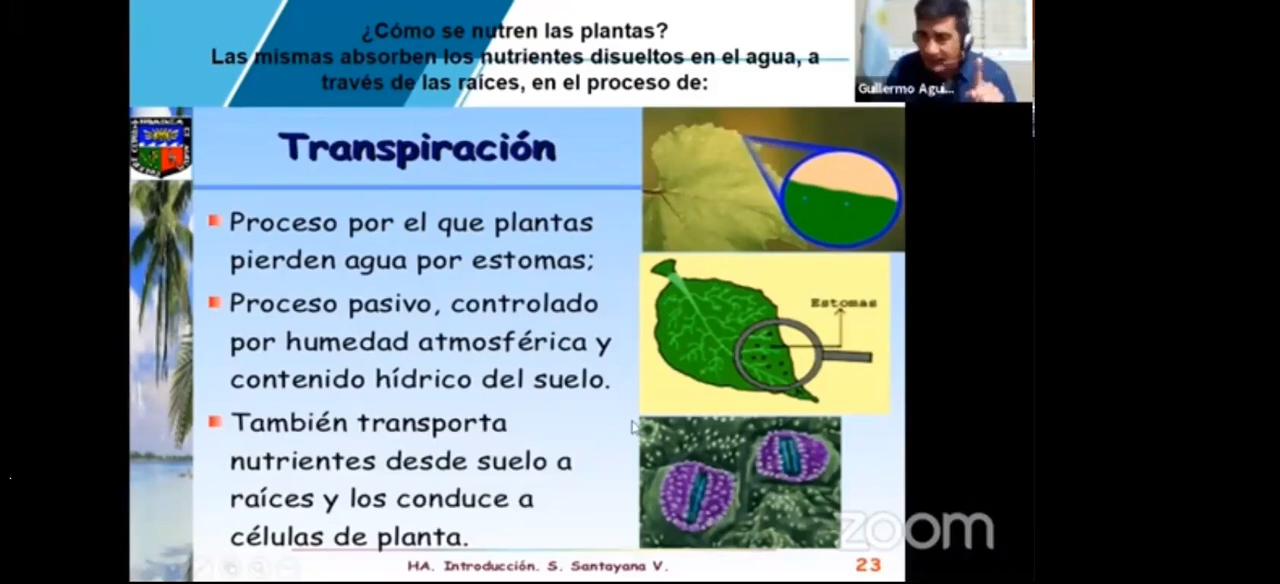 ¿Cómo se nutren las plantas?
Las mismas absorben los nutrientes disueltos en el agua, a
través de las raíces, en el proceso de:
Guillermo Agui...
Transpiración
Proceso por el que plantas
pierden agua por estomas;
Proceso pasivo, controlado
por humedad atmosférica y
contenido hídrico del suelo.
También transporta
nutrientes desde suelo a
raíces y los conduce a
células de planta.
Estomas
zoom
HA. Introducción. S. Santayana V.
23